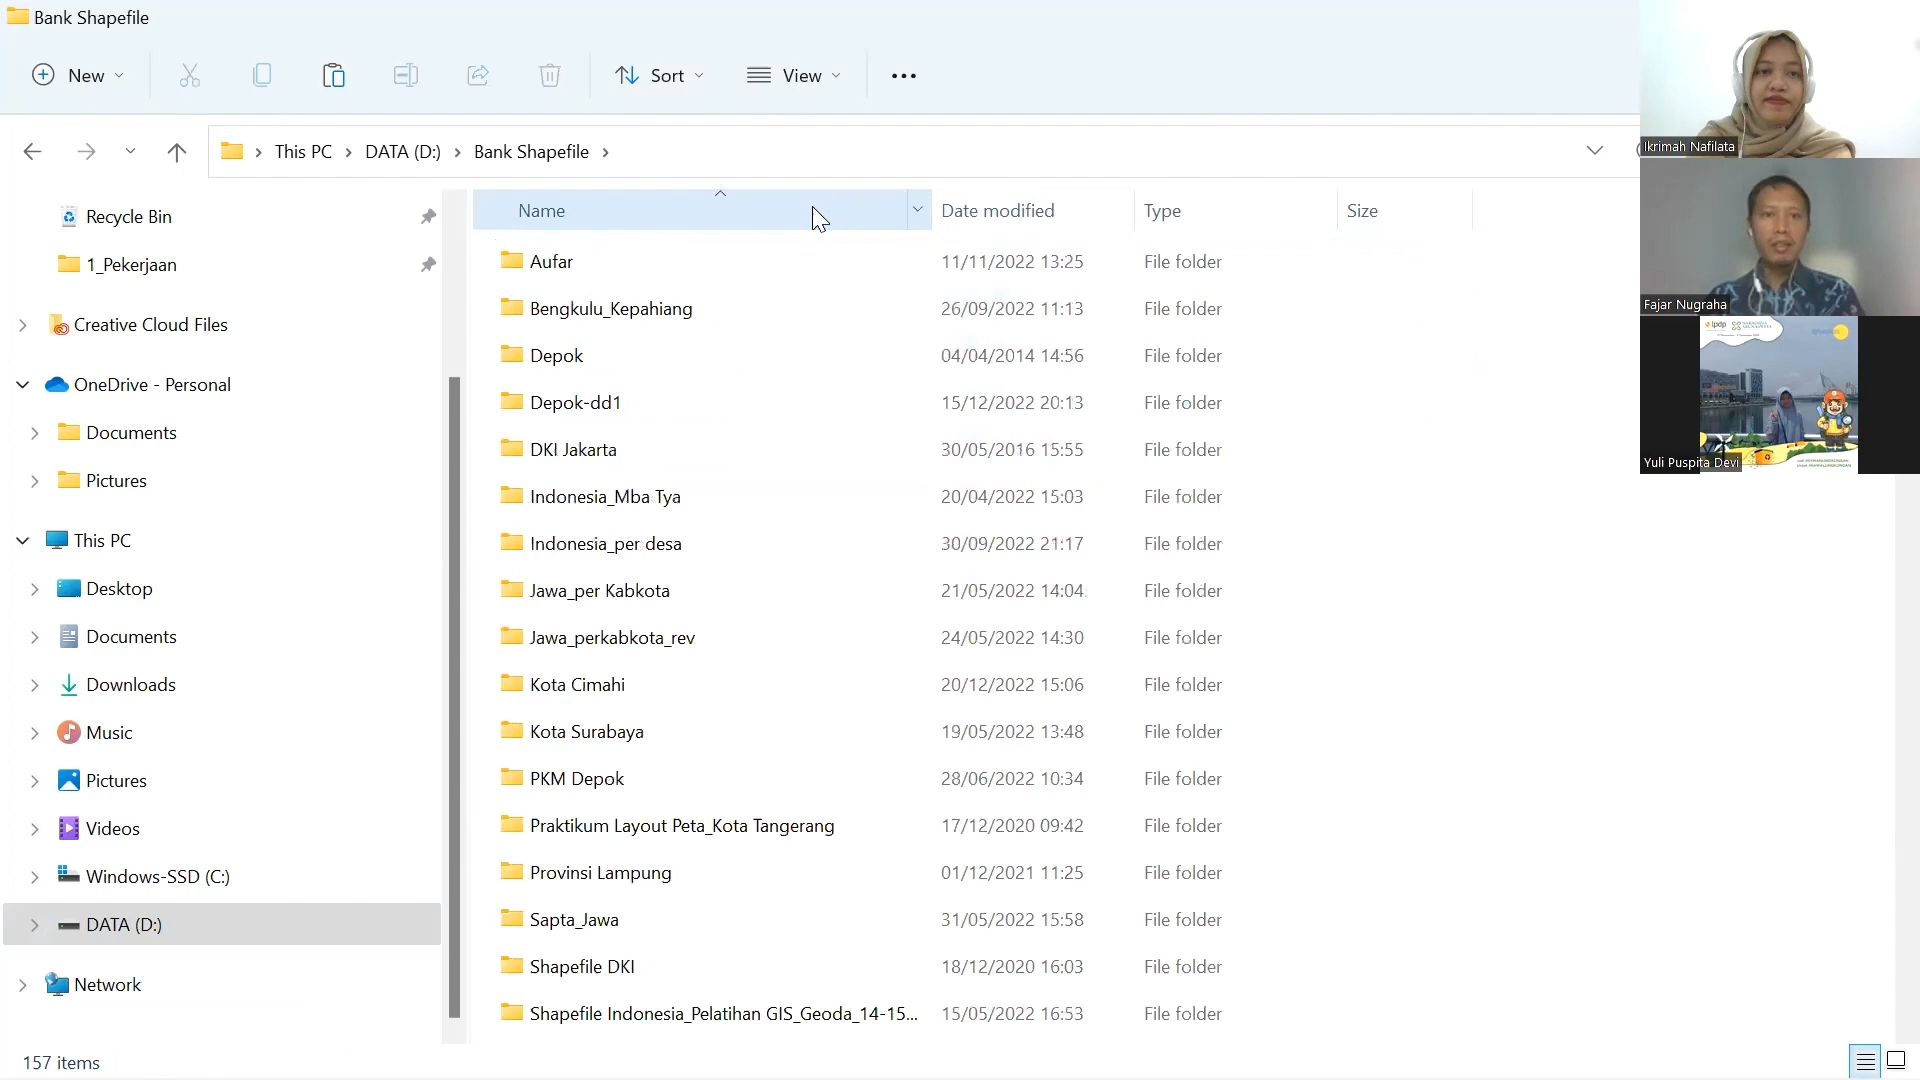 Bank Shapefile
New
Sort
View
This PC
DATA (D:)
Bank Shapefile
Ikrimah Nafilata
Fajar Nugraha
lpdp
Yuli Puspita Devi
Recycle Bin
1_Pekerjaan
Creative Cloud Files
OneDrive - Personal
Documents
Pictures
This PC
Desktop
Documents
Downloads
Music
Pictures
Videos
Windows-SSD (C:)
DATA (D:)
Network
Name Date modified Type Size
Aufar 11/11/2022 13:25 File folder
Bengkulu_Kepahiang 26/09/2022 11:13 File folder
Depok 04/04/2014 14:56 File folder
Depok-dd1 15/12/2022 20:13 File folder
DKI Jakarta 30/05/2016 15:55 File folder
Indonesia_Mba Tya 20/04/2022 15:03 File folder
Indonesia_per desa 30/09/2022 21:17 File folder
Jawa_per Kabkota 21/05/2022 14:04 File folder
Jawa_perkabkota_rev 24/05/2022 14:30 File folder
Kota Cimahi 20/12/2022 15:06 File folder
Kota Surabaya 19/05/2022 13:48 File folder
PKM Depok 28/06/2022 10:34 File folder
Praktikum Layout Peta_Kota Tangerang 17/12/2020 09:42 File folder
Provinsi Lampung 01/12/2021 11:25 File folder
Sapta_Jawa 31/05/2022 15:58 File folder
Shapefile DKI 18/12/2020 16:03 File folder
Shapefile Indonesia_Pelatihan GIS_Geoda_14-15... 15/05/2022 16:53 File folder
157 items